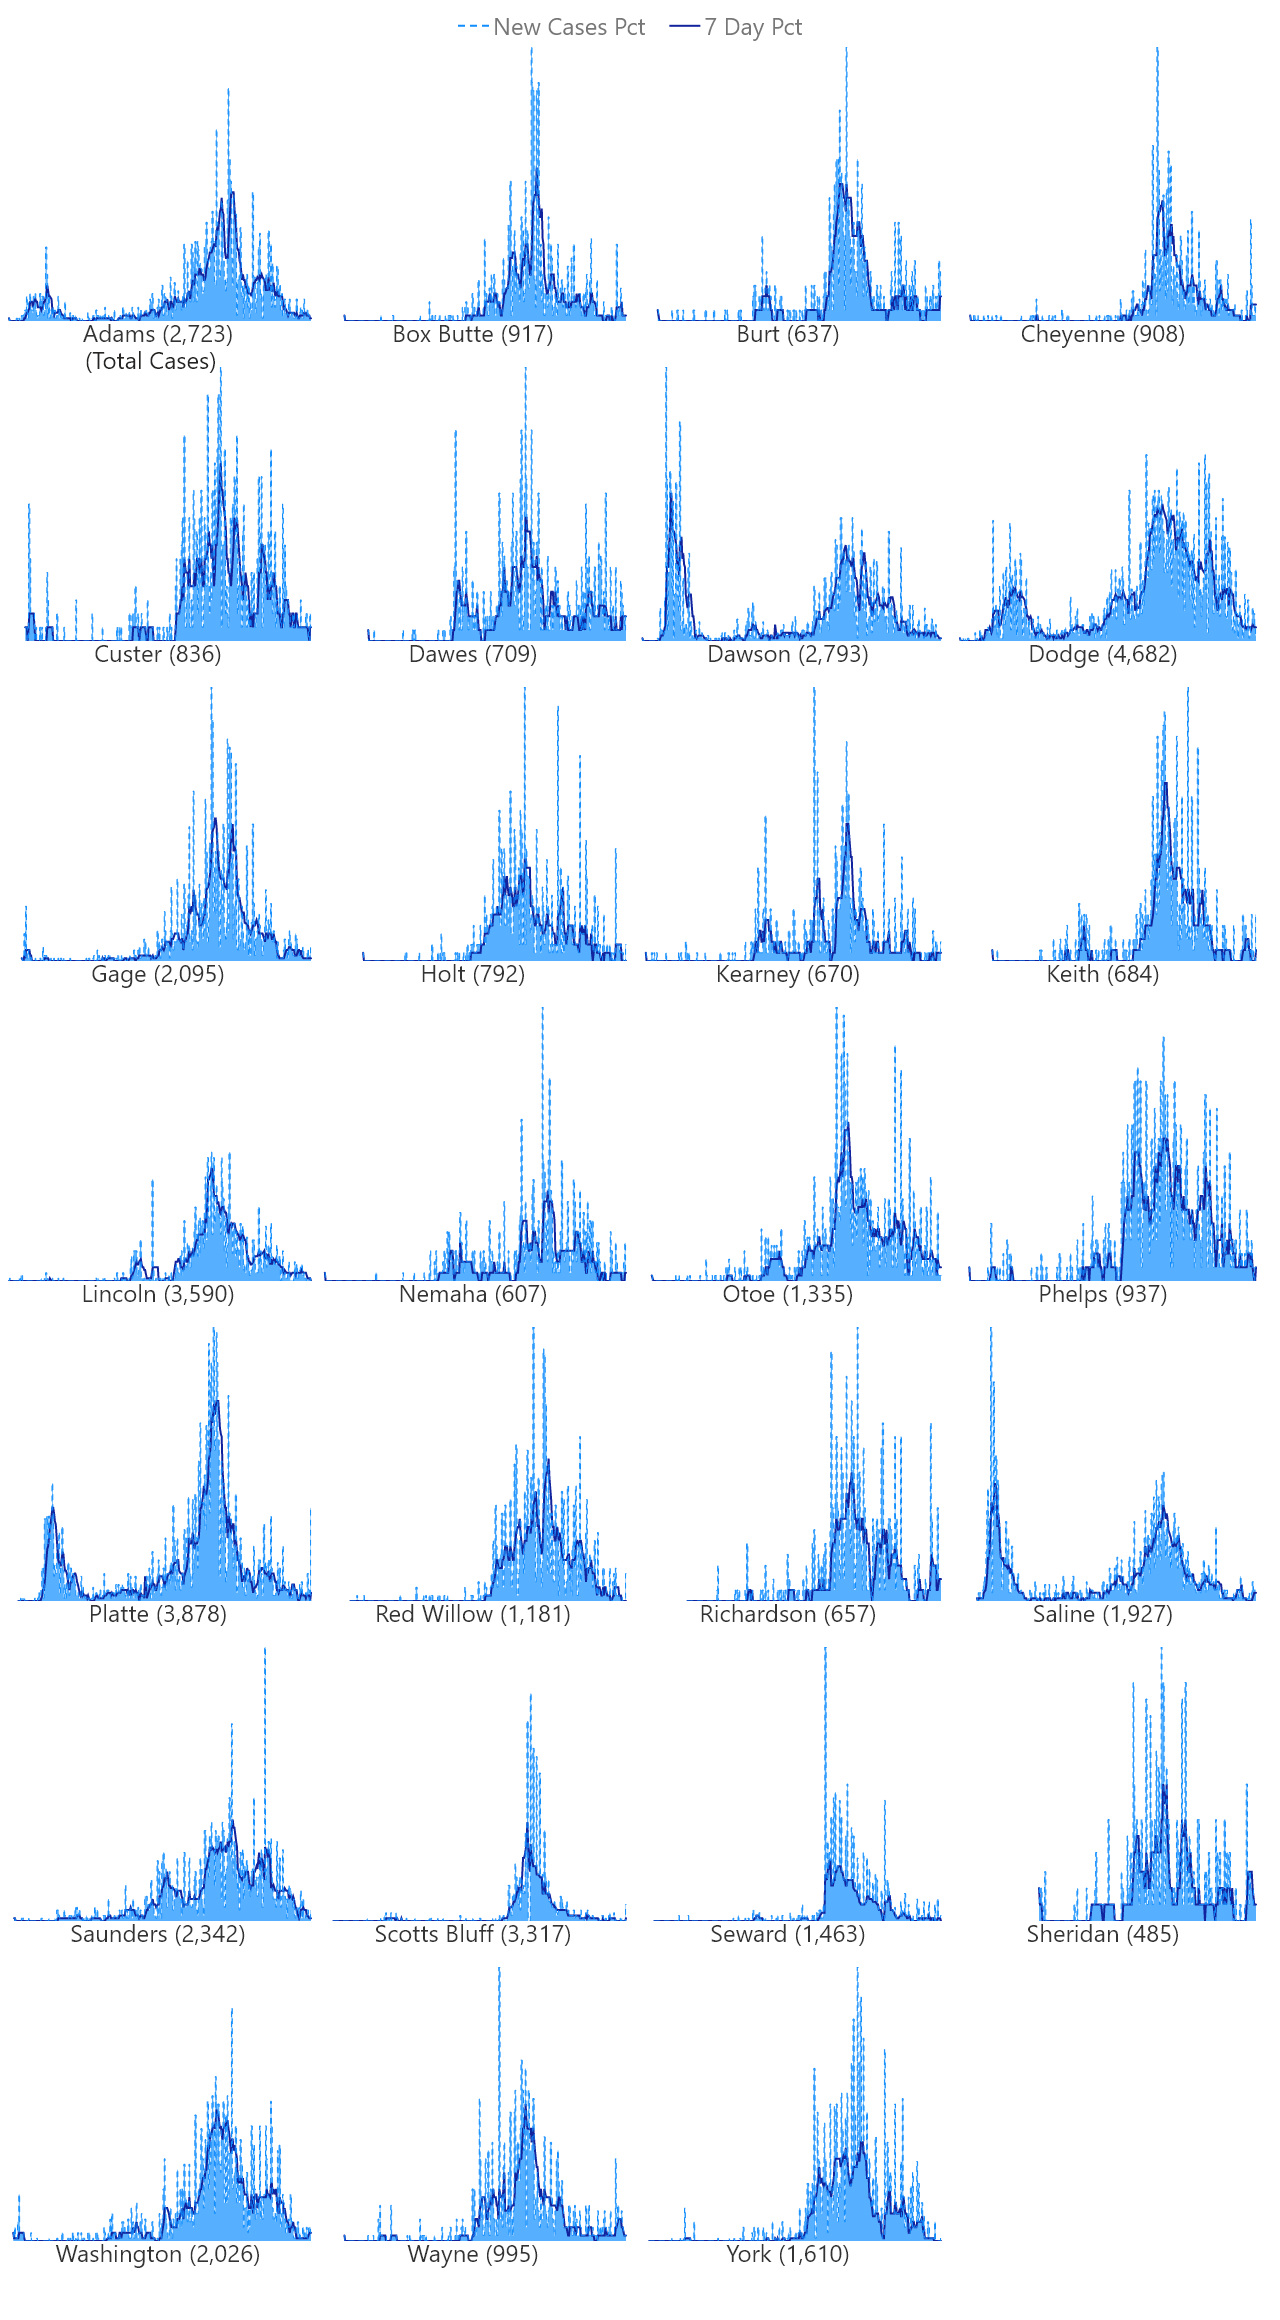 New Cases Pct 7 Day Pct
Adams (2,723) Box Butte (917) Burt (637) Cheyenne (908)
(Total Cases)
Custer (836) Dawes (709) Dawson (2,793) Dodge (4,682)
Gage (2,095) Holt (792) Kearney (670) Keith (684)
Lincoln (3,590) Nemaha (607) Otoe (1,335) Phelps (937)
Platte (3,878) Red Willow (1,181) Richardson (657) Saline (1,927)
Saunders (2,342) Scotts Bluff (3,317) Seward (1,463) Sheridan (485)
Washington (2,026) Wayne (995) York (1,610)